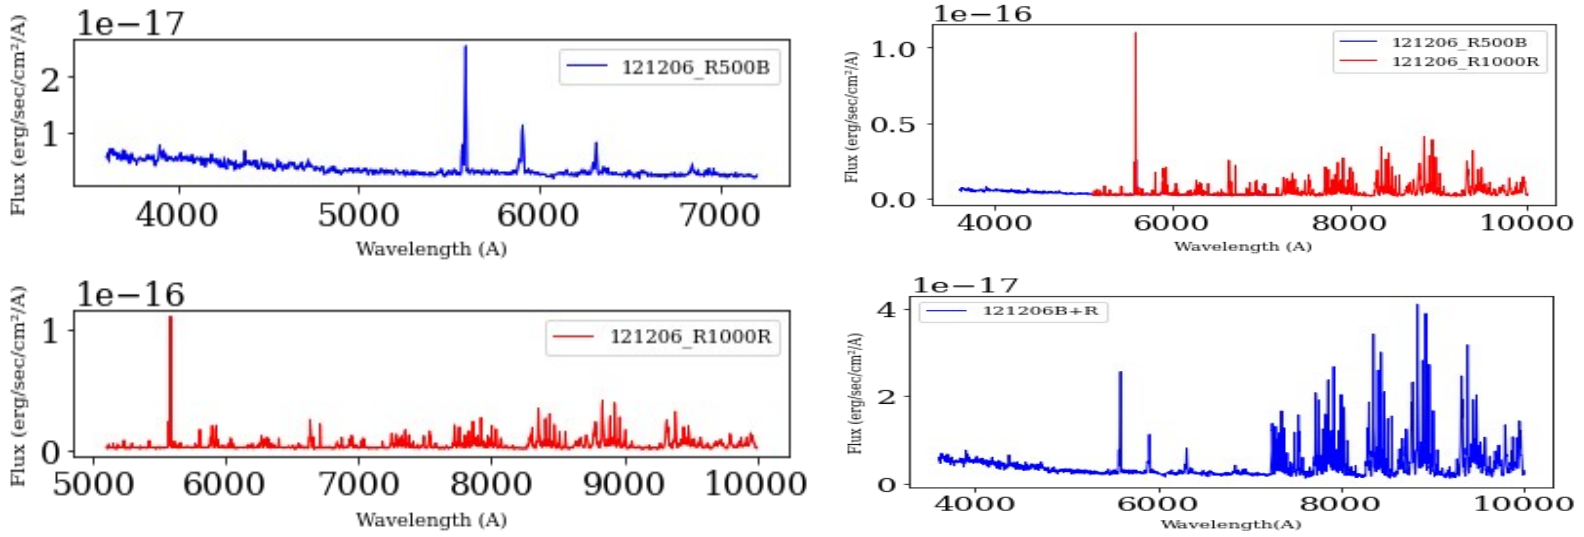 1e−17
Flux (erg/sec/cm²/A)
2
1
121206_R500B
4000 5000 6000 7000
Wavelength (A)
1e−16
Flux (erg/sec/cm²/A)
1.0
0.5
0.0
121206_R500B
121206_R1000R
4000 6000 8000 10000
Wavelength (A)
1e−16
Flux (erg/sec/cm²/A)
1
0
121206_R1000R
5000 6000 7000 8000 9000 10000
Wavelength (A)
1e−17
Flux (erg/sec/cm²/A)
4
2
0
121206B+R
4000 6000 8000 10000
Wavelength(A)